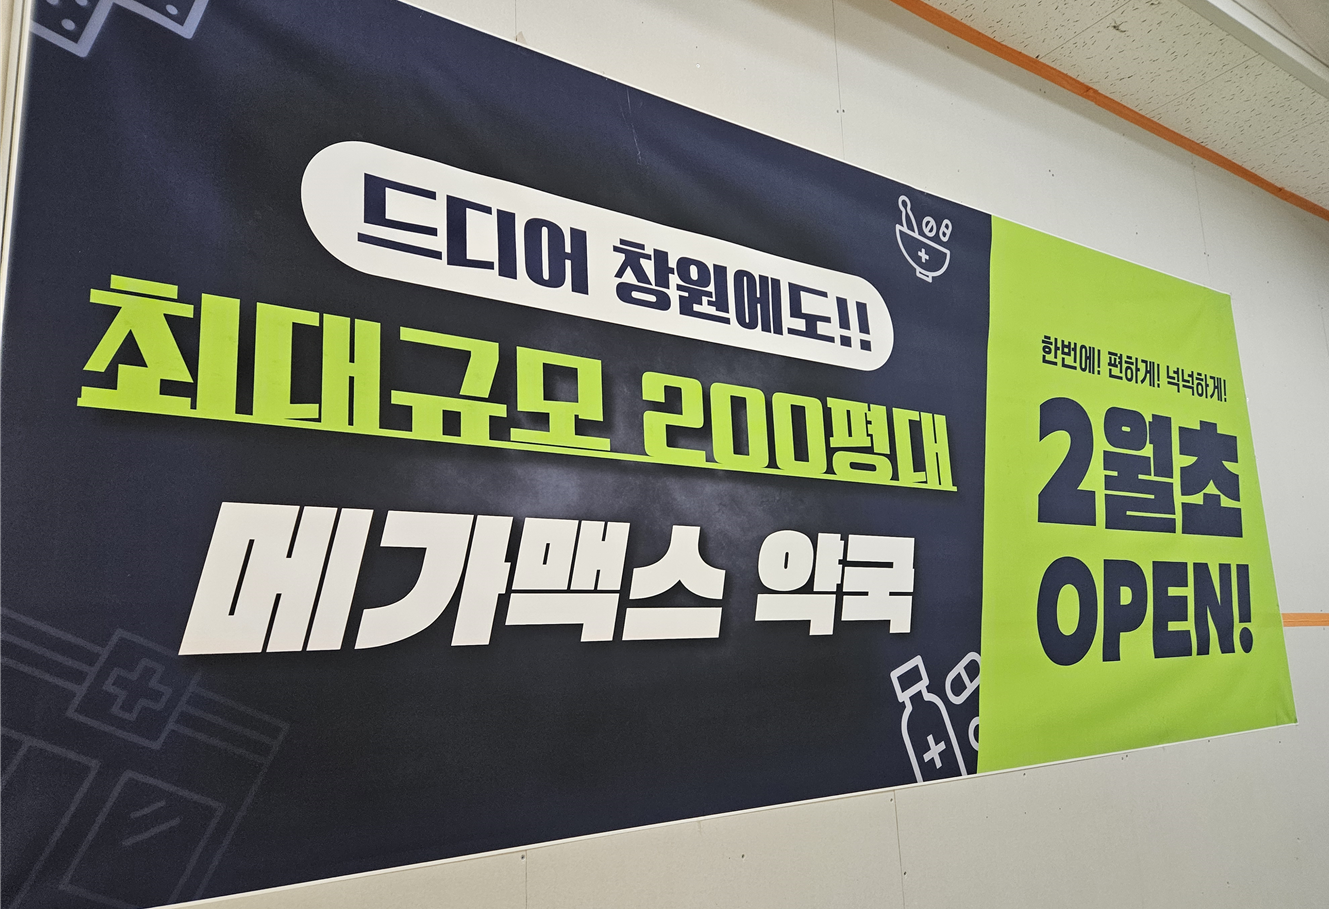 드디어 창원에도!!
최대규모 200평대
메가맥스 약국
한번에! 편하게! 넉넉하게!
2월초
OPEN!